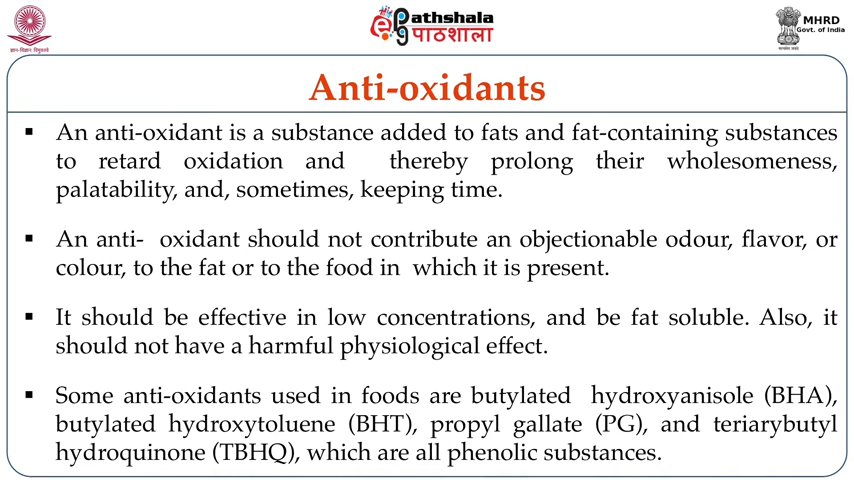 ePathshala
पाठशाला
ज्ञान-विज्ञान विमुक्तये
MHRD
Govt. of India
सत्यमेव जयते
Anti-oxidants
▪ An anti-oxidant is a substance added to fats and fat-containing substances
to retard oxidation and thereby prolong their wholesomeness,
palatability, and, sometimes, keeping time.
▪ An anti- oxidant should not contribute an objectionable odour, flavor, or
colour, to the fat or to the food in which it is present.
▪ It should be effective in low concentrations, and be fat soluble. Also, it
should not have a harmful physiological effect.
▪ Some anti-oxidants used in foods are butylated hydroxyanisole (BHA),
butylated hydroxytoluene (BHT), propyl gallate (PG), and teriarybutyl
hydroquinone (TBHQ), which are all phenolic substances.